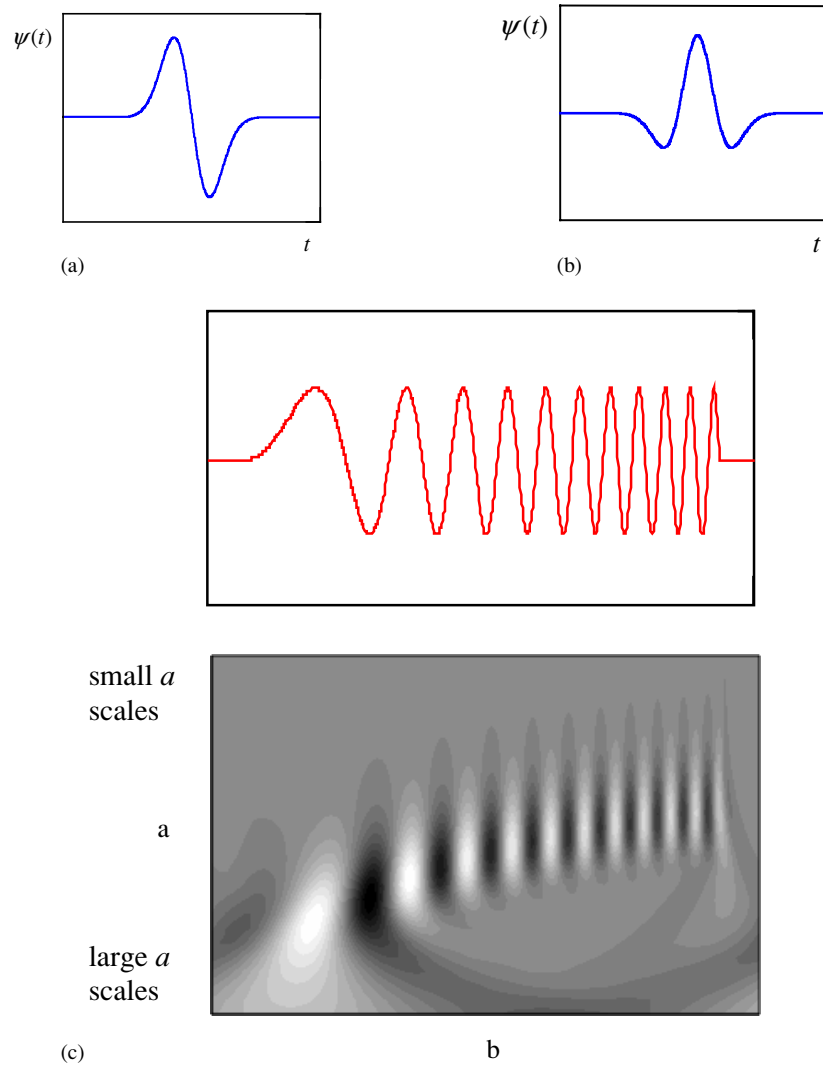 ψ(t)
t
(a)
ψ(t)
t
(b)
small a
scales
a
large a
scales
b
(c)